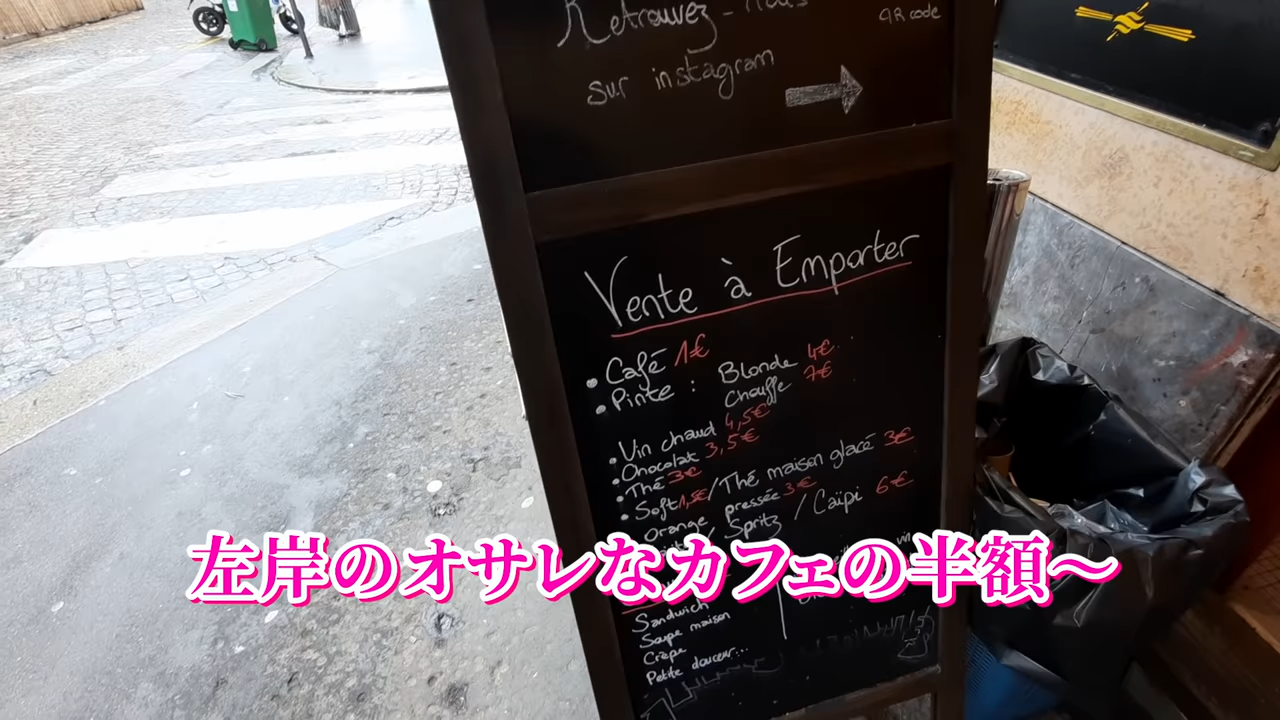 Retrouvez-nous QR code
sur instagram
Vente à Emporter
• Café 1€
• Pinte : Blonde 4€
Chouffe 7€
• Vin chaud 4,5€
• Chocolat 3,5€
• Thé 3€
• Soft 1,5€ / Thé maison glacé 3€
Orange pressée 3€
/ Spritz / Caïpi 6€
左岸のオサレなカフェの半額〜
Sandwich
Soupe maison
Crêpe
Petite douceur...